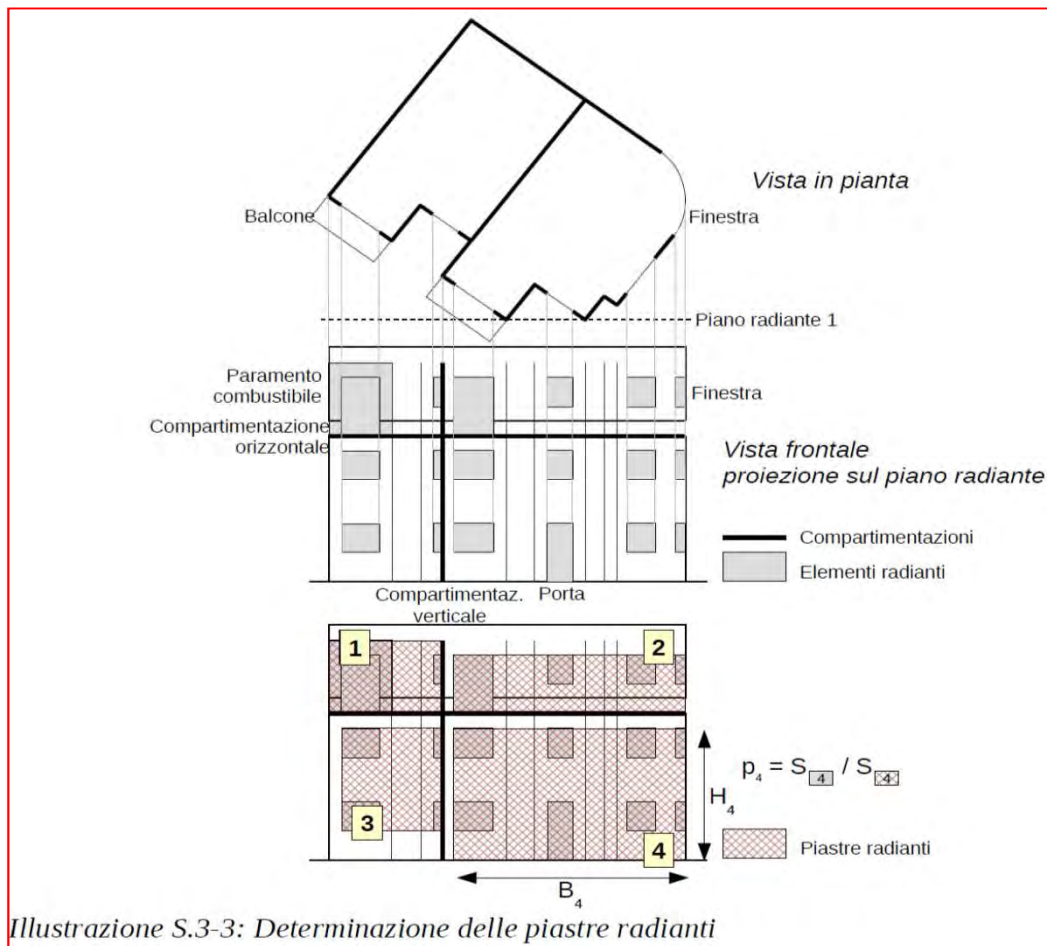 Vista in pianta
Balcone
Finestra
Piano radiante 1
Paramento
combustibile
Finestra
Compartimentazione
orizzontale
Vista frontale
proiezione sul piano radiante
Compartimentazioni
Elementi radianti
Compartimentaz.
verticale
Porta
1
2
3
4
H4
p4 = S4 / S4
Piastre radianti
B4
Illustrazione S.3-3: Determinazione delle piastre radianti